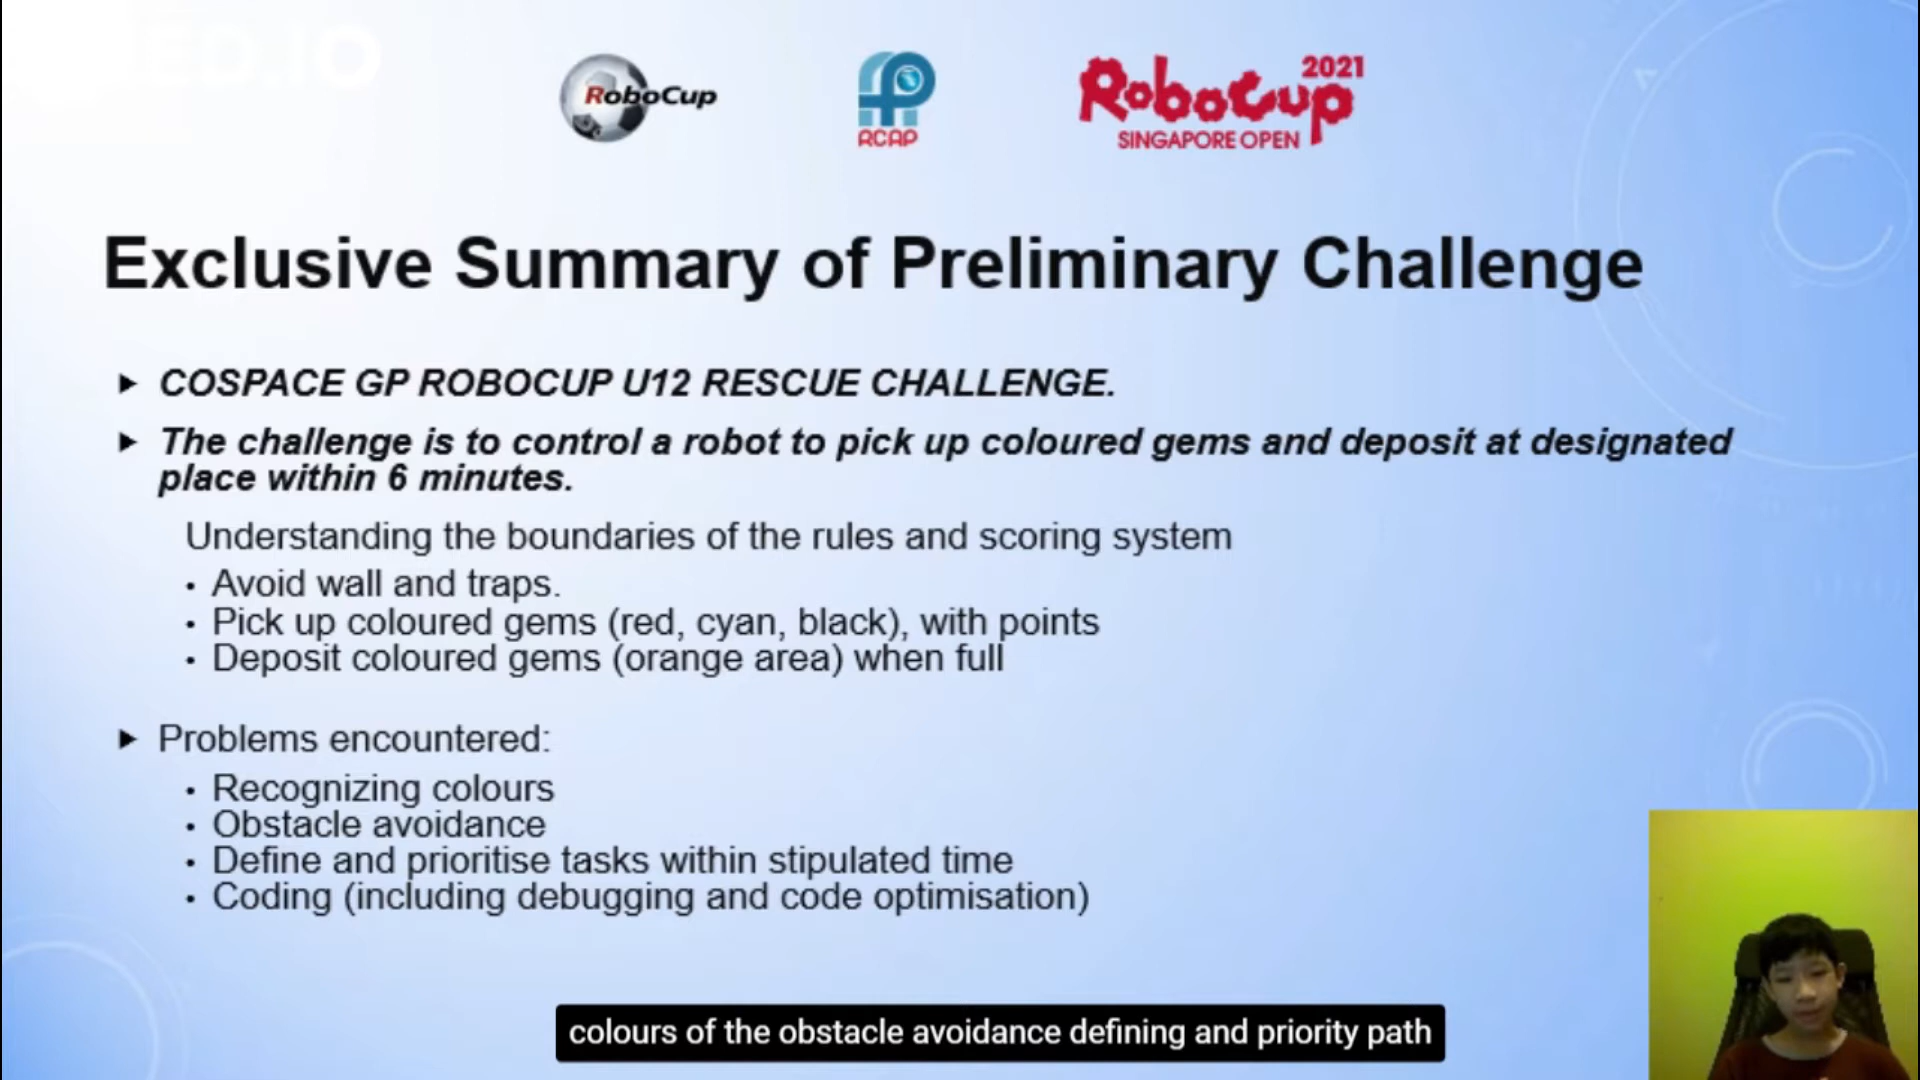 RoboCup
RCAP
RoboCup 2021
SINGAPORE OPEN
Exclusive Summary of Preliminary Challenge
COSPACE GP ROBOCUP U12 RESCUE CHALLENGE.
The challenge is to control a robot to pick up coloured gems and deposit at designated
place within 6 minutes.
Understanding the boundaries of the rules and scoring system
• Avoid wall and traps.
• Pick up coloured gems (red, cyan, black), with points
• Deposit coloured gems (orange area) when full
Problems encountered:
• Recognizing colours
• Obstacle avoidance
• Define and prioritise tasks within stipulated time
• Coding (including debugging and code optimisation)
colours of the obstacle avoidance defining and priority path